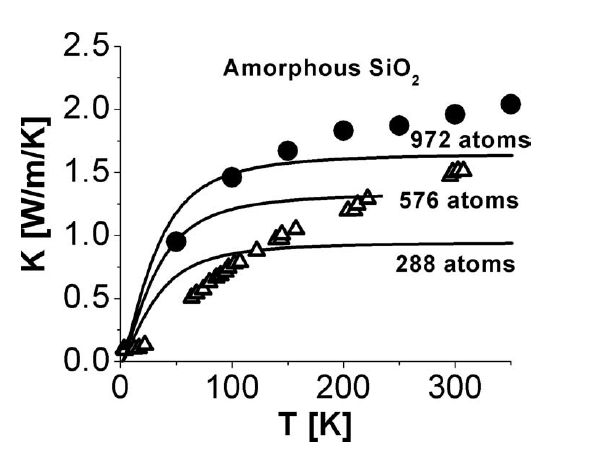 2.5
Amorphous SiO2
2.0
972 atoms
1.5
576 atoms
1.0
288 atoms
0.5
0.0
0 100 200 300
T [K]
K [W/m/K]